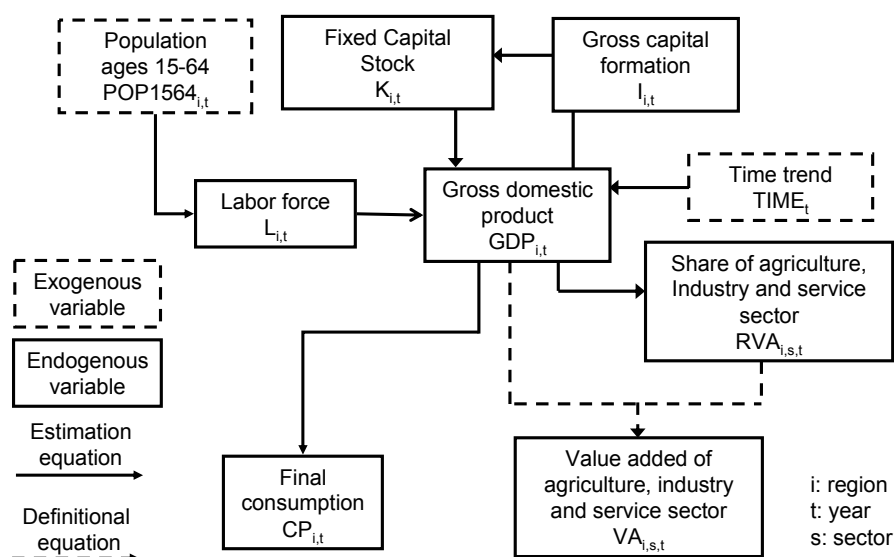 Population
ages 15-64
POP1564i,t
Fixed Capital
Stock
Ki,t
Gross capital
formation
Ii,t
Labor force
Li,t
Gross domestic
product
GDPi,t
Time trend
TIMEt
Exogenous
variable
Endogenous
variable
Estimation
equation
Definitional
equation
Share of agriculture,
Industry and service
sector
RVAi,s,t
Final
consumption
CPi,t
Value added of
agriculture, industry
and service sector
VAi,s,t
i: region
t: year
s: sector